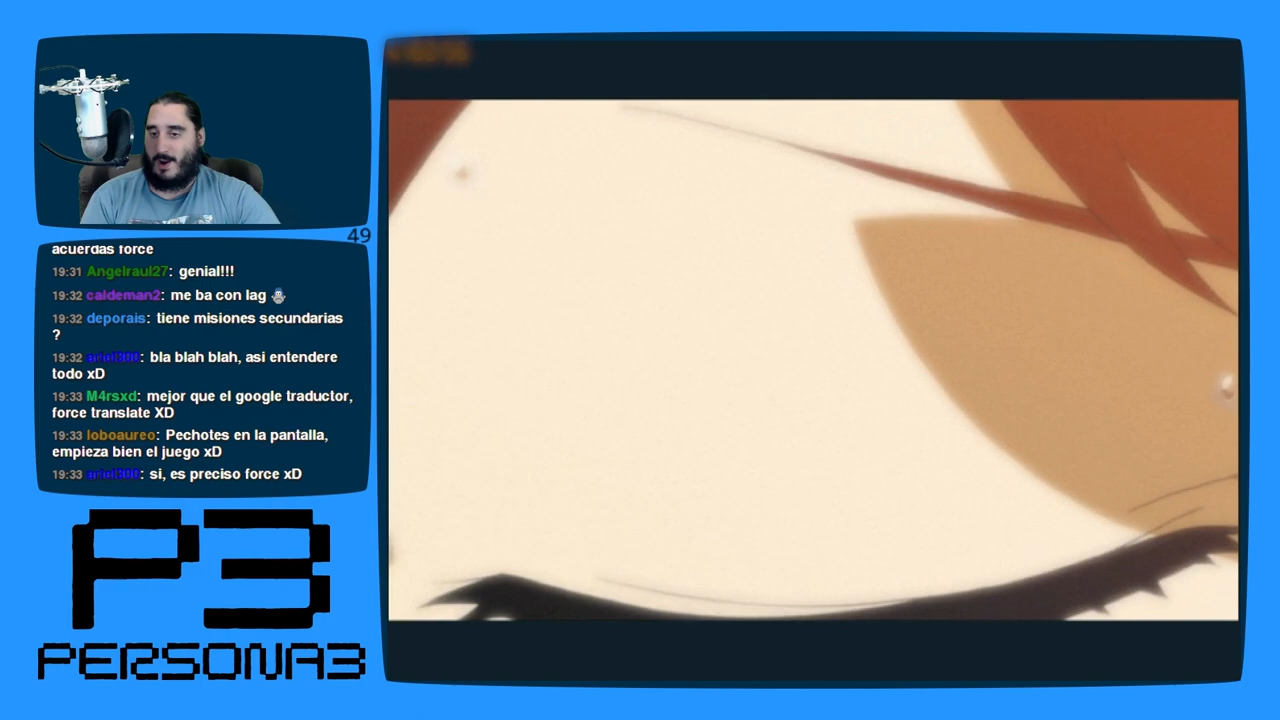 49
acuerdas force
19:31 Angelraul27: genial!!!
19:32 caldeman2: me ba con lag
19:32 deporais: tiene misiones secundarias
?
19:32 ariel300: bla blah blah, asi entendere
todo xD
19:33 M4rsxd: mejor que el google traductor,
force translate XD
19:33 loboaureo: Pechotes en la pantalla,
empieza bien el juego xD
19:33 ariel300: si, es preciso force xD
P3
PERSONA3